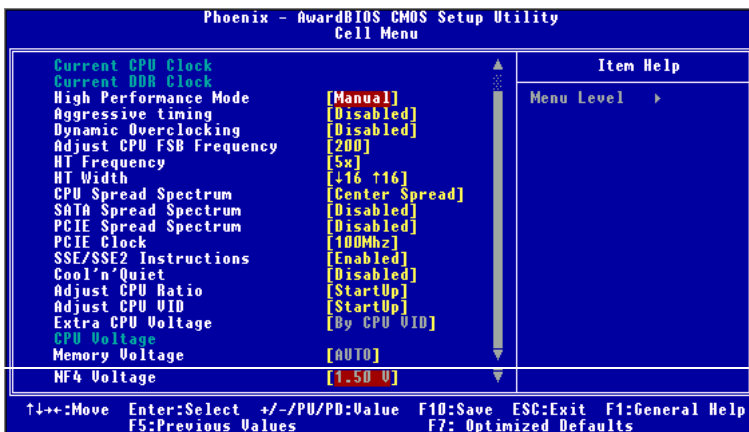 Phoenix - AwardBIOS CMOS Setup Utility
Cell Menu
Current CPU Clock
Current DDR Clock
High Performance Mode [Manual]
Aggressive timing [Disabled]
Dynamic Overclocking [Disabled]
Adjust CPU FSB Frequency [200]
HT Frequency [5x]
HT Width [↓16 ↑16]
CPU Spread Spectrum [Center Spread]
SATA Spread Spectrum [Disabled]
PCIE Spread Spectrum [Disabled]
PCIE Clock [100Mhz]
SSE/SSE2 Instructions [Enabled]
Cool'n'Quiet [Disabled]
Adjust CPU Ratio [StartUp]
Adjust CPU VID [StartUp]
Extra CPU Voltage [By CPU VID]
CPU Voltage
Memory Voltage [AUTO]
NF4 Voltage [1.50 V]
Item Help
Menu Level ▸
↑↓→←:Move Enter:Select +/-/PU/PD:Value F10:Save ESC:Exit F1:General Help
F5:Previous Values F7: Optimized Defaults